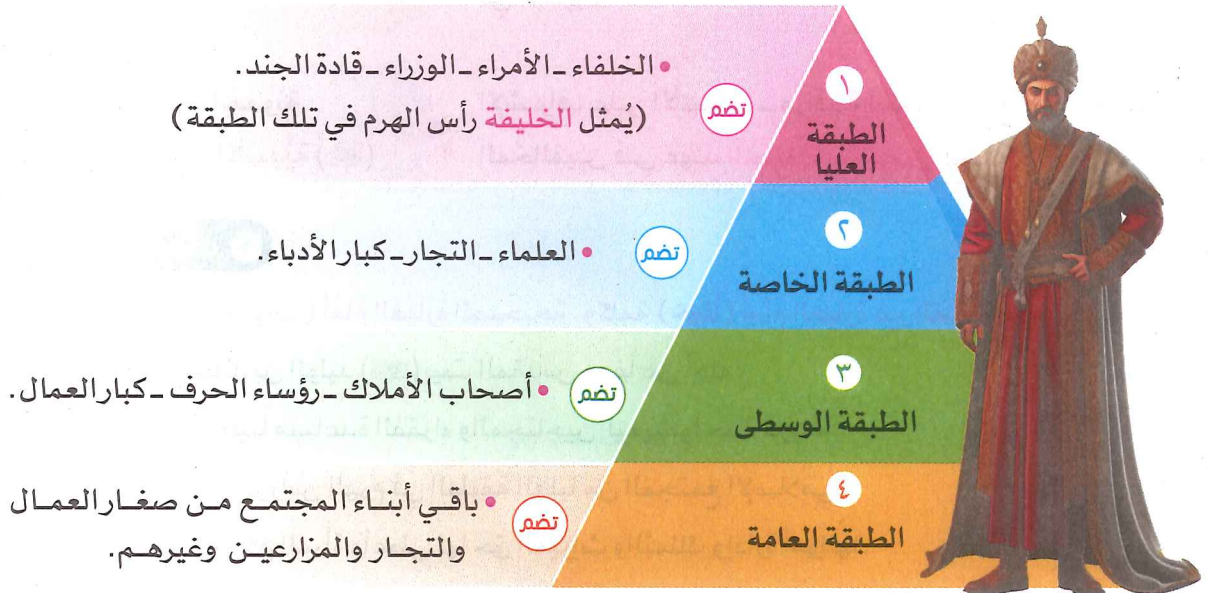 ١
الطبقة
العليا
تضم
• الخلفاء ـ الأمراء ـ الوزراء ـ قادة الجند.
(يُمثل الخليفة رأس الهرم في تلك الطبقة)
٢
الطبقة الخاصة
تضم
• العلماء ـ التجار ـ كبار الأدباء.
٣
الطبقة الوسطى
تضم
• أصحاب الأملاك ـ رؤساء الحرف ـ كبار العمال.
٤
الطبقة العامة
تضم
• باقي أبناء المجتمع من صغار العمال
والتجار والمزارعين وغيرهم.